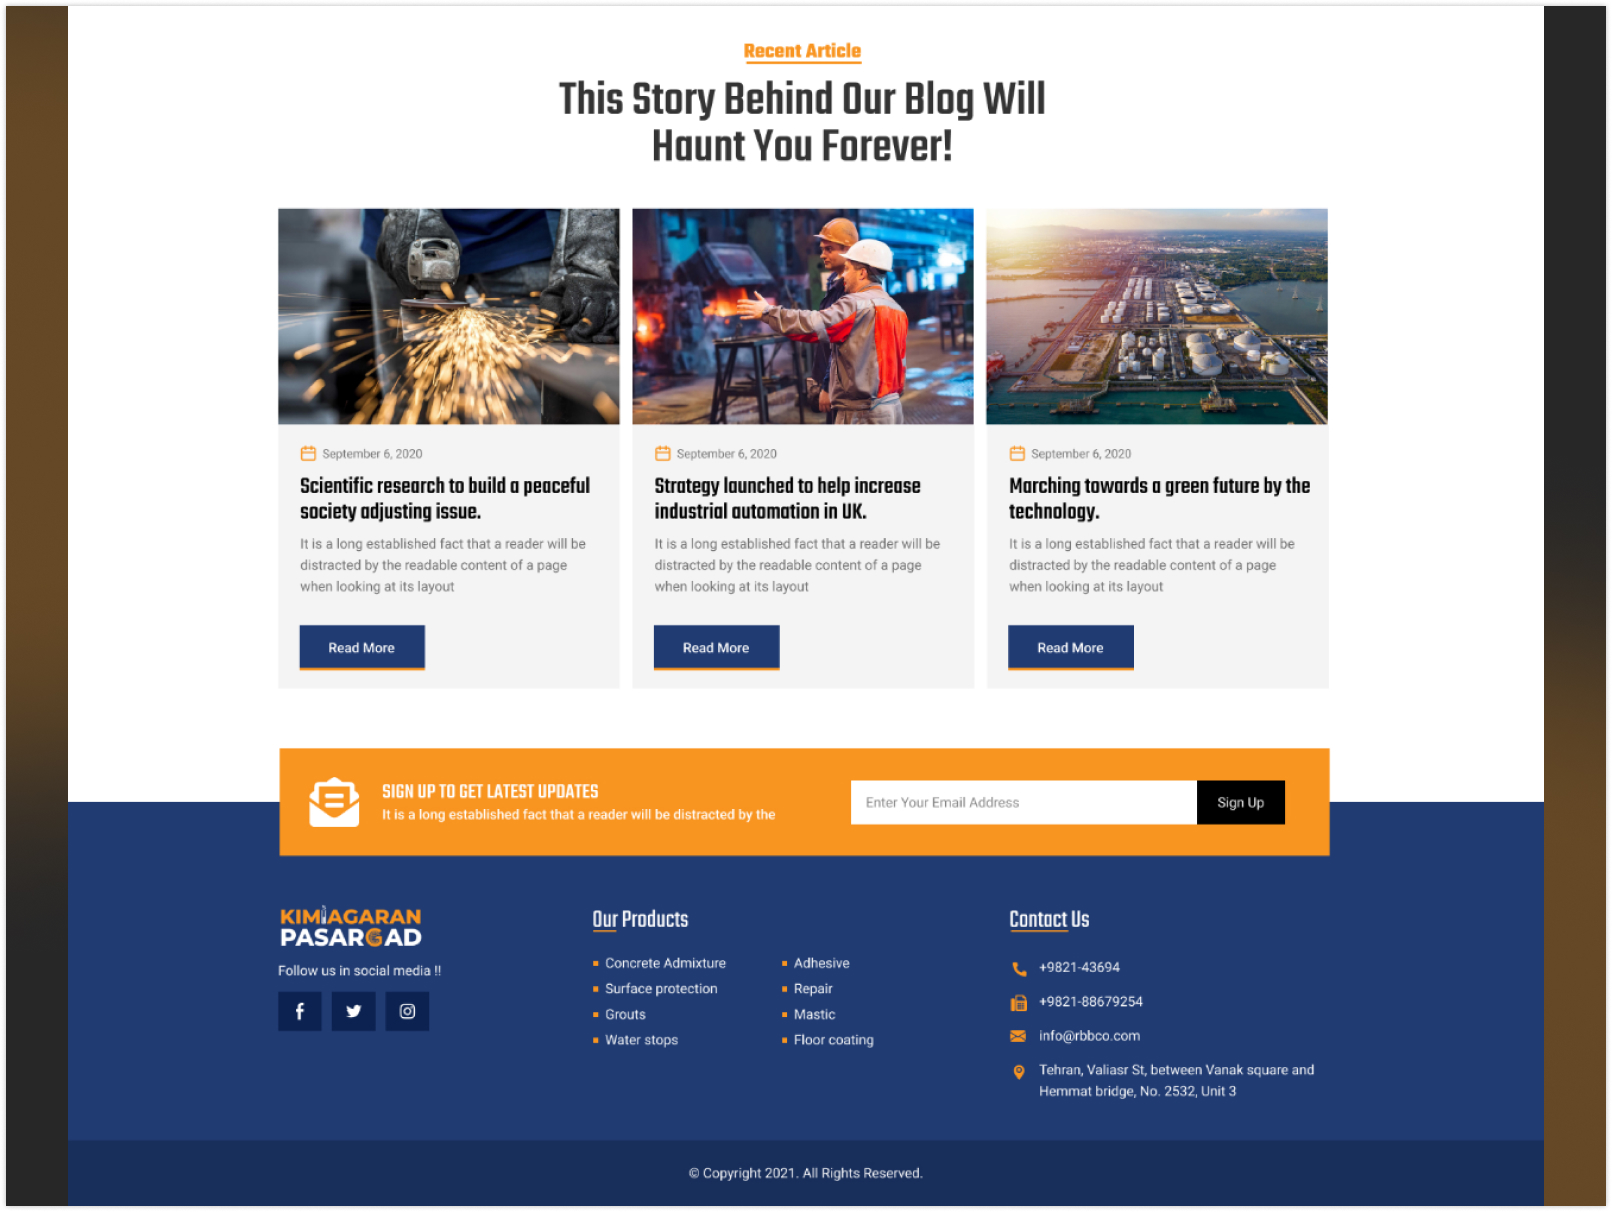 Recent Article
This Story Behind Our Blog Will
Haunt You Forever!
September 6, 2020
Scientific research to build a peaceful
society adjusting issue.
It is a long established fact that a reader will be
distracted by the readable content of a page
when looking at its layout
Read More
September 6, 2020
Strategy launched to help increase
industrial automation in UK.
It is a long established fact that a reader will be
distracted by the readable content of a page
when looking at its layout
Read More
September 6, 2020
Marching towards a green future by the
technology.
It is a long established fact that a reader will be
distracted by the readable content of a page
when looking at its layout
Read More
SIGN UP TO GET LATEST UPDATES
It is a long established fact that a reader will be distracted by the
Enter Your Email Address
Sign Up
KIMIAGARAN
PASARGAD
Follow us in social media !!
Our Products
Concrete Admixture
Surface protection
Grouts
Water stops
Adhesive
Repair
Mastic
Floor coating
Contact Us
+9821-43694
+9821-88679254
info@rbbco.com
Tehran, Valiasr St, between Vanak square and
Hemmat bridge, No. 2532, Unit 3
© Copyright 2021. All Rights Reserved.